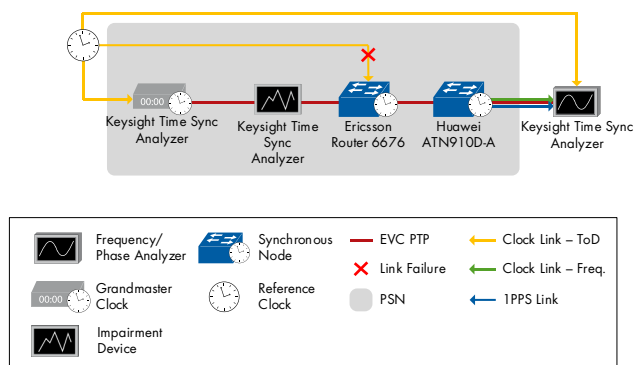 00:00
Keysight Time Sync
Analyzer
Keysight Time
Sync
Analyzer
Ericsson
Router 6676
Huawei
ATN910D-A
Keysight Time Sync
Analyzer
Frequency/
Phase Analyzer
Synchronous
Node
EVC PTP
Clock Link – ToD
Link Failure
Clock Link – Freq.
00:00
Grandmaster
Clock
Reference
Clock
PSN
1PPS Link
Impairment
Device